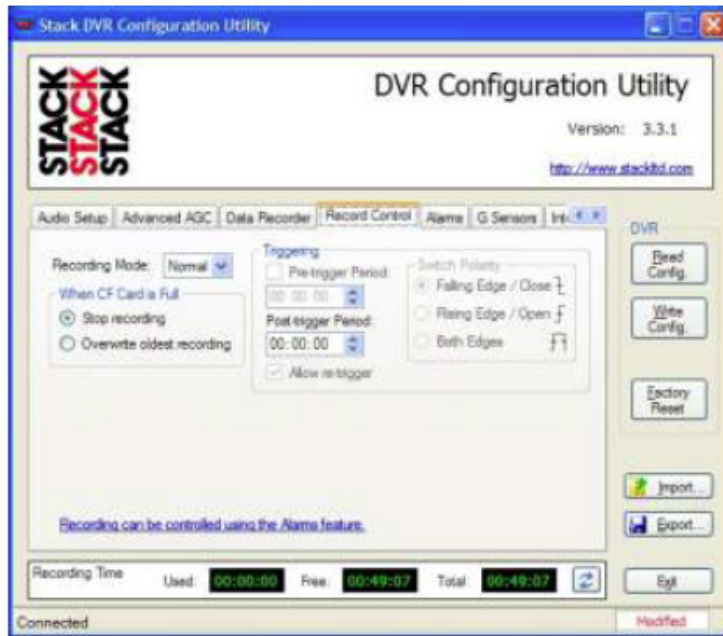 Stack DVR Configuration Utility
STACK
STACK
STACK
DVR Configuration Utility
Version: 3.3.1
http://www.stackltd.com
Audio Setup
Advanced AGC
Data Recorder
Record Control
Alarms
G Sensors
DVR
Recording Mode: Normal
When CF Card is Full
Stop recording
Overwrite oldest recording
Triggering
Pre-trigger Period:
00:00:00
Post-trigger Period:
00:00:00
Allow re-trigger
Switch Polarity
Falling Edge / Close
Rising Edge / Open
Both Edges
Read Config.
Write Config.
Factory Reset
Import...
Export...
Exit
Recording can be controlled using the Alarms feature.
Recording Time
Used: 00:00:00
Free: 00:49:07
Total: 00:49:07
Connected
Modified